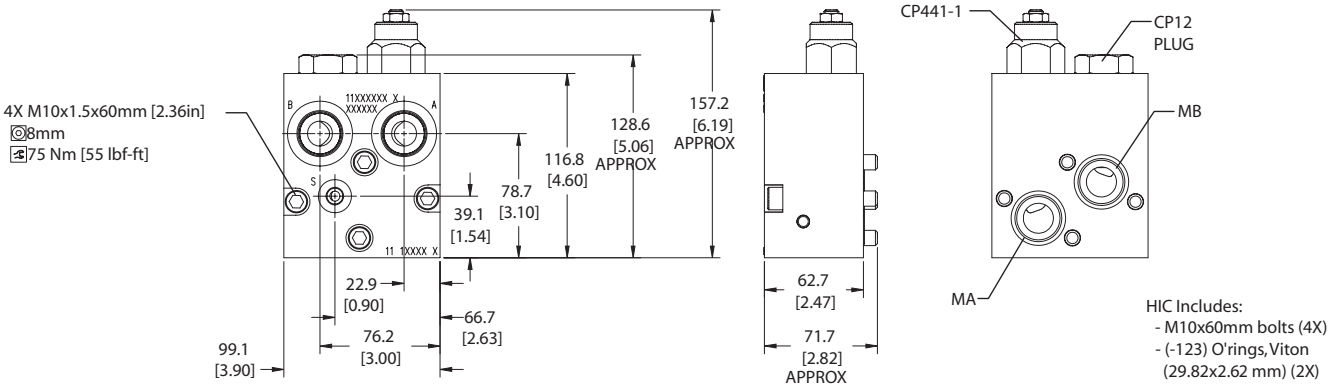 4X M10x1.5x60mm [2.36in]
8mm
75 Nm [55 lbf-ft]
B
11XXXXXX X
XXXXXX
A
S
11 1XXXX X
22.9
[0.90]
76.2
[3.00]
99.1
[3.90]
66.7
[2.63]
39.1
[1.54]
78.7
[3.10]
116.8
[4.60]
128.6
[5.06]
APPROX
157.2
[6.19]
APPROX
62.7
[2.47]
71.7
[2.82]
APPROX
CP441-1
CP12
PLUG
MB
MA
HIC Includes:
- M10x60mm bolts (4X)
- (-123) O'rings, Viton
(29.82x2.62 mm) (2X)